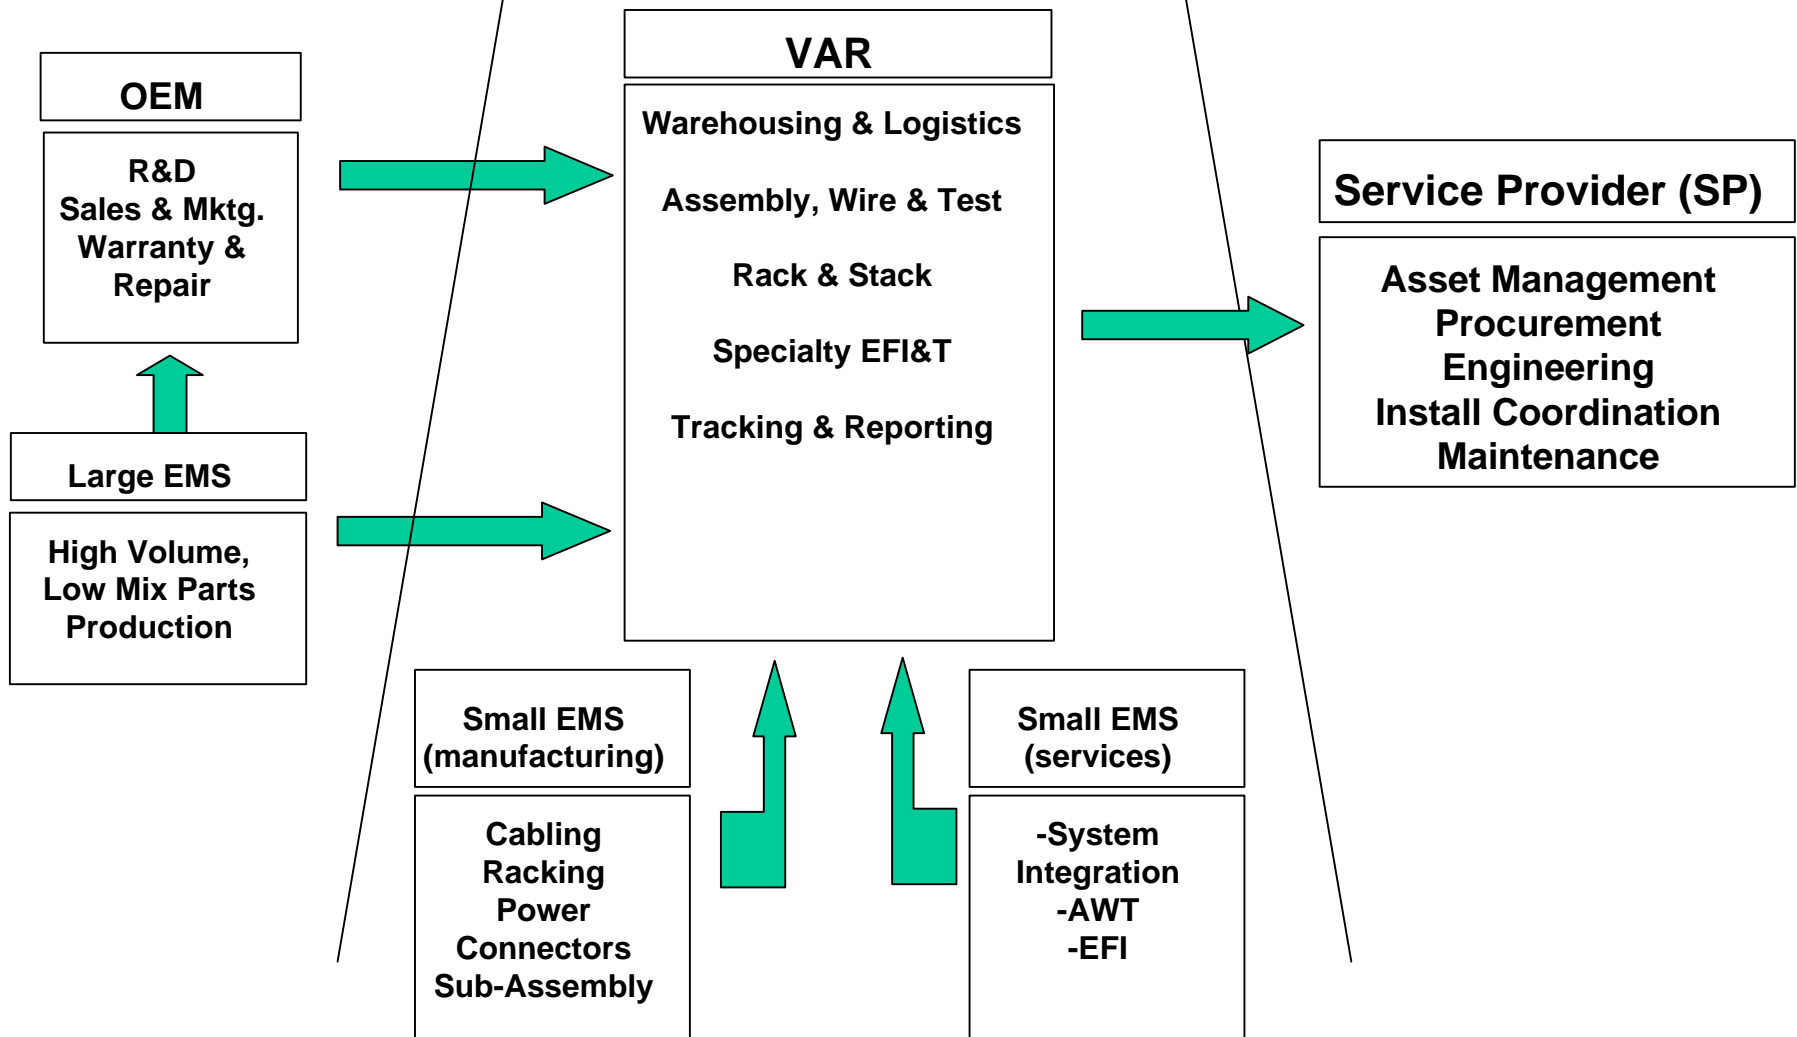 OEM
R&D
Sales & Mktg.
Warranty &
Repair
Large EMS
High Volume,
Low Mix Parts
Production
VAR
Warehousing & Logistics
Assembly, Wire & Test
Rack & Stack
Specialty EFI&T
Tracking & Reporting
Small EMS
(manufacturing)
Cabling
Racking
Power
Connectors
Sub-Assembly
Small EMS
(services)
-System
Integration
-AWT
-EFI
Service Provider (SP)
Asset Management
Procurement
Engineering
Install Coordination
Maintenance